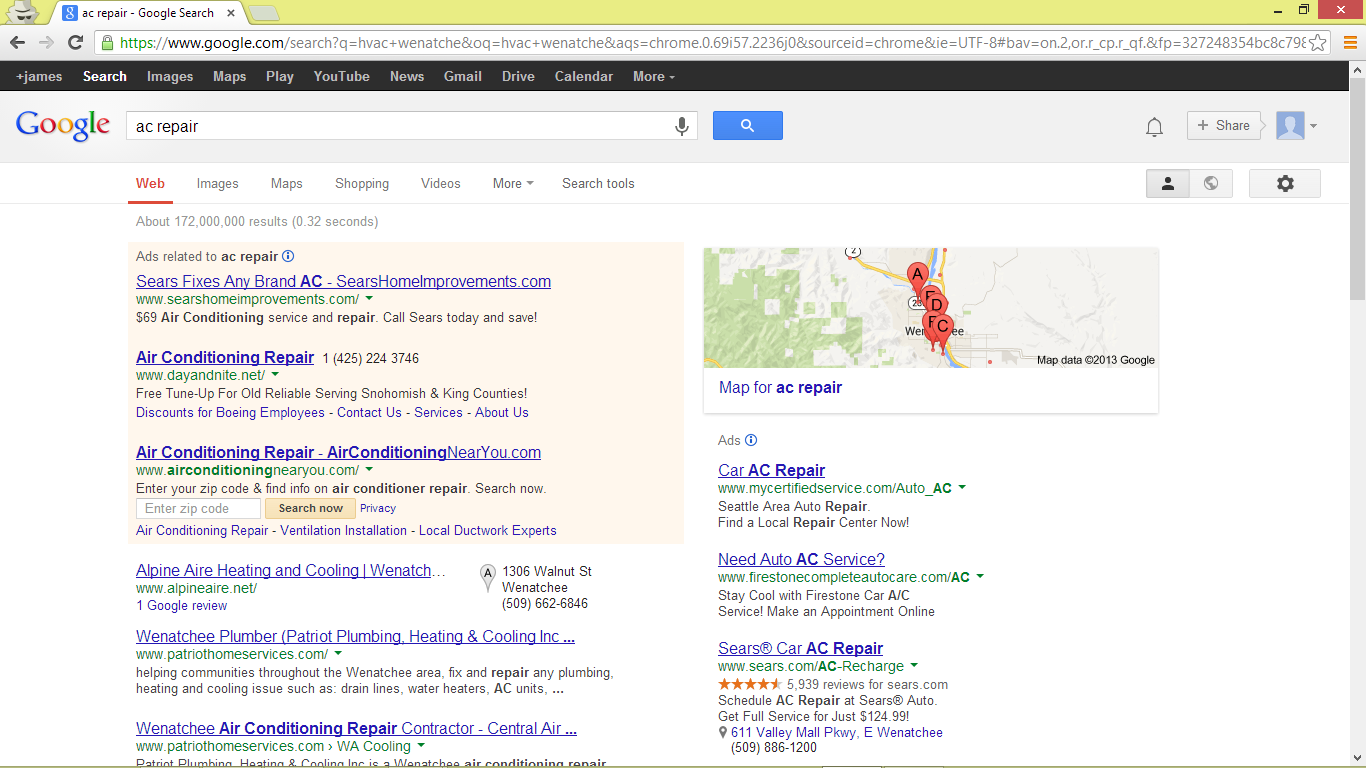 ac repair - Google Search
https://www.google.com/search?q=hvac+wenatche&oq=hvac+wenatche&aqs=chrome.0.69i57.2236j0&sourceid=chrome&ie=UTF-8#bav=on.2,or.r_cp.r_qf.&fp=327248354bc8c798
+james Search Images Maps Play YouTube News Gmail Drive Calendar More
Google
ac repair
+ Share
Web Images Maps Shopping Videos More Search tools
About 172,000,000 results (0.32 seconds)
Ads related to ac repair
Sears Fixes Any Brand AC - SearsHomeImprovements.com
www.searshomeimprovements.com/
$69 Air Conditioning service and repair. Call Sears today and save!
Air Conditioning Repair 1 (425) 224 3746
www.dayandnite.net/
Free Tune-Up For Old Reliable Serving Snohomish & King Counties!
Discounts for Boeing Employees - Contact Us - Services - About Us
Air Conditioning Repair - AirConditioningNearYou.com
www.airconditioningnearyou.com/
Enter your zip code & find info on air conditioner repair. Search now.
Enter zip code Search now Privacy
Air Conditioning Repair - Ventilation Installation - Local Ductwork Experts
Alpine Aire Heating and Cooling | Wenatch...
www.alpineaire.net/
1 Google review
A
1306 Walnut St
Wenatchee
(509) 662-6846
Wenatchee Plumber (Patriot Plumbing, Heating & Cooling Inc ...
www.patriothomeservices.com/
helping communities throughout the Wenatchee area, fix and repair any plumbing,
heating and cooling issue such as: drain lines, water heaters, AC units, ...
Wenatchee Air Conditioning Repair Contractor - Central Air ...
www.patriothomeservices.com › WA Cooling
Patriot Plumbing, Heating & Cooling Inc is a Wenatchee air conditioning repair
2
A
D
C
Map data ©2013 Google
Map for ac repair
Ads
Car AC Repair
www.mycertifiedservice.com/Auto_AC
Seattle Area Auto Repair.
Find a Local Repair Center Now!
Need Auto AC Service?
www.firestonecompleteautocare.com/AC
Stay Cool with Firestone Car A/C
Service! Make an Appointment Online
Sears® Car AC Repair
www.sears.com/AC-Recharge
5,939 reviews for sears.com
Schedule AC Repair at Sears® Auto.
Get Full Service for Just $124.99!
611 Valley Mall Pkwy, E Wenatchee
(509) 886-1200